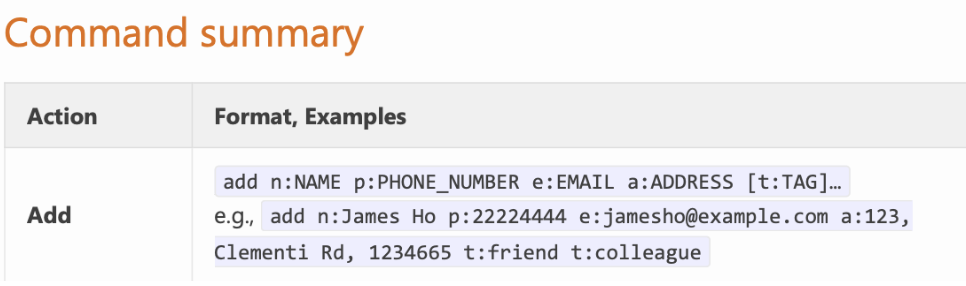 Command summary
Action Format, Examples
add n:NAME p:PHONE_NUMBER e:EMAIL a:ADDRESS [t:TAG]…
Add e.g., add n:James Ho p:22224444 e:jamesho@example.com a:123,
Clementi Rd, 1234665 t:friend t:colleague